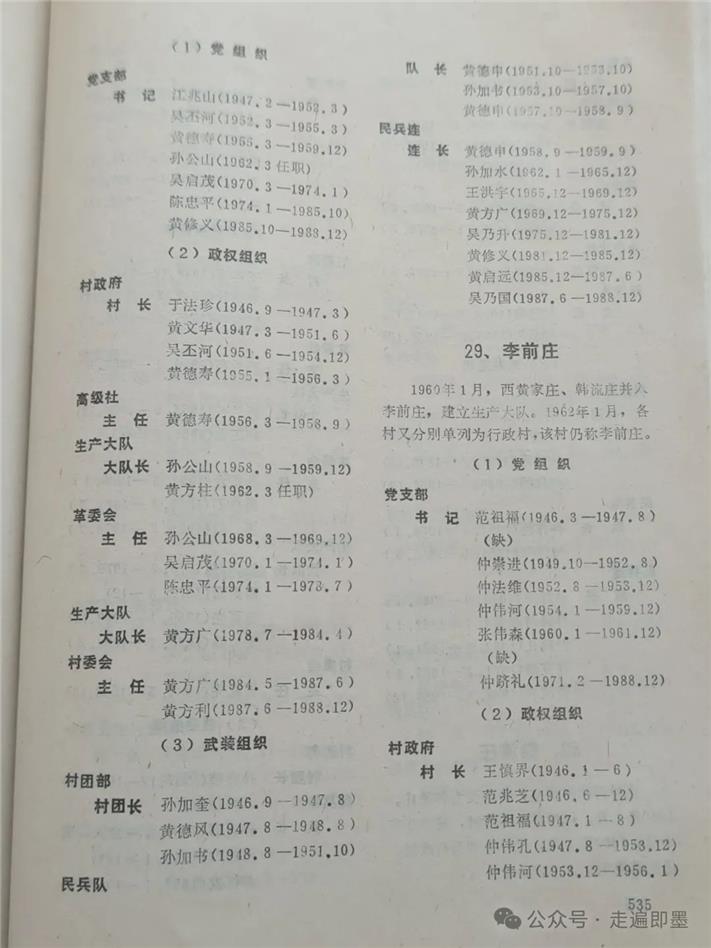 （1）党组织
党支部
书记 江兆山(1947.2—1952.3)
吴丕河(1952.3—1955.3)
黄德寿(1955.3—1959.12)
孙公山(1962.3任职)
吴启茂(1970.3—1974.1)
陈忠平(1974.1—1985.10)
黄修义(1985.10—1988.12)
（2）政权组织
村政府
村长 于法珍(1946.9—1947.3)
黄文华(1947.3—1951.6)
吴丕河(1951.6—1954.12)
黄德寿(1955.1—1956.3)
高级社
主任 黄德寿(1956.3—1958.9)
生产大队
大队长 孙公山(1958.9—1959.12)
黄方柱(1962.3任职)
革委会
主任 孙公山(1968.3—1969.12)
吴启茂(1970.1—1974.1)
陈忠平(1974.1—1978.7)
生产大队
大队长 黄方广(1978.7—1984.4)
村委会
主任 黄方广(1984.5—1987.6)
黄方利(1987.6—1988.12)
（3）武装组织
村团部
村团长 孙加奎(1946.9—1947.8)
黄德风(1947.8—1948.8)
孙加书(1948.8—1951.10)
民兵队
队长 黄德申(1951.10—1953.10)
孙加书(1953.10—1957.10)
黄德申(1957.10—1958.9)
民兵连
连长 黄德申(1958.9—1959.9)
孙加水(1962.1—1965.12)
王洪宇(1965.12—1969.12)
黄方广(1969.12—1975.12)
吴乃升(1975.12—1981.12)
黄修义(1981.12—1985.12)
黄启远(1985.12—1987.6)
吴乃国(1987.6—1988.12)
29、李前庄
1960年1月，西黄家庄、韩流庄并入
李前庄，建立生产大队。1962年1月，各
村又分别单列为行政村，该村仍称李前庄。
（1）党组织
党支部
书记 范祖福(1946.3—1947.8)
(缺)
仲崇进(1949.10—1952.8)
仲法维(1952.8—1953.12)
仲伟河(1954.1—1959.12)
张伟森(1960.1—1961.12)
(缺)
仲跻礼(1971.2—1988.12)
（2）政权组织
村政府
村长 王慎界(1946.1—6)
范兆芝(1946.6—12)
范祖福(1947.1—8)
仲伟孔(1947.8—1953.12)
仲伟河(1953.12—1956.1)
535
公众号·走遍即墨